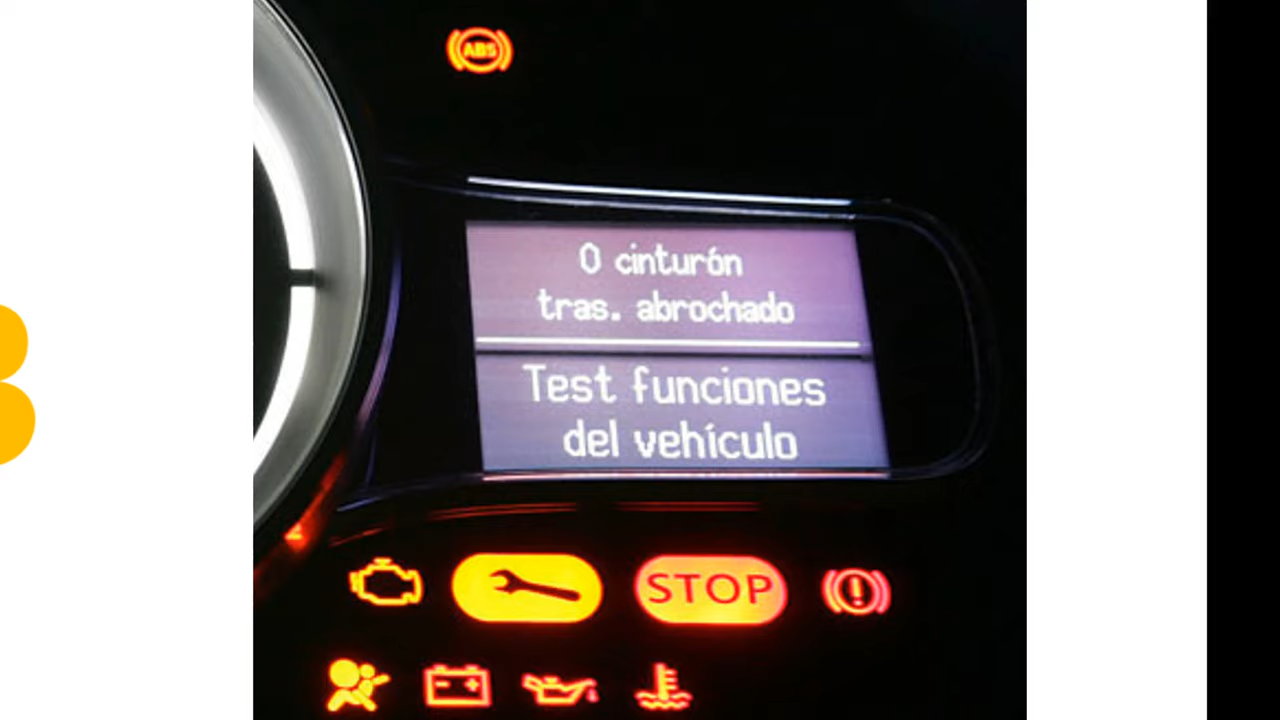 ABS
0 cinturón
tras. abrochado
Test funciones
del vehículo
STOP